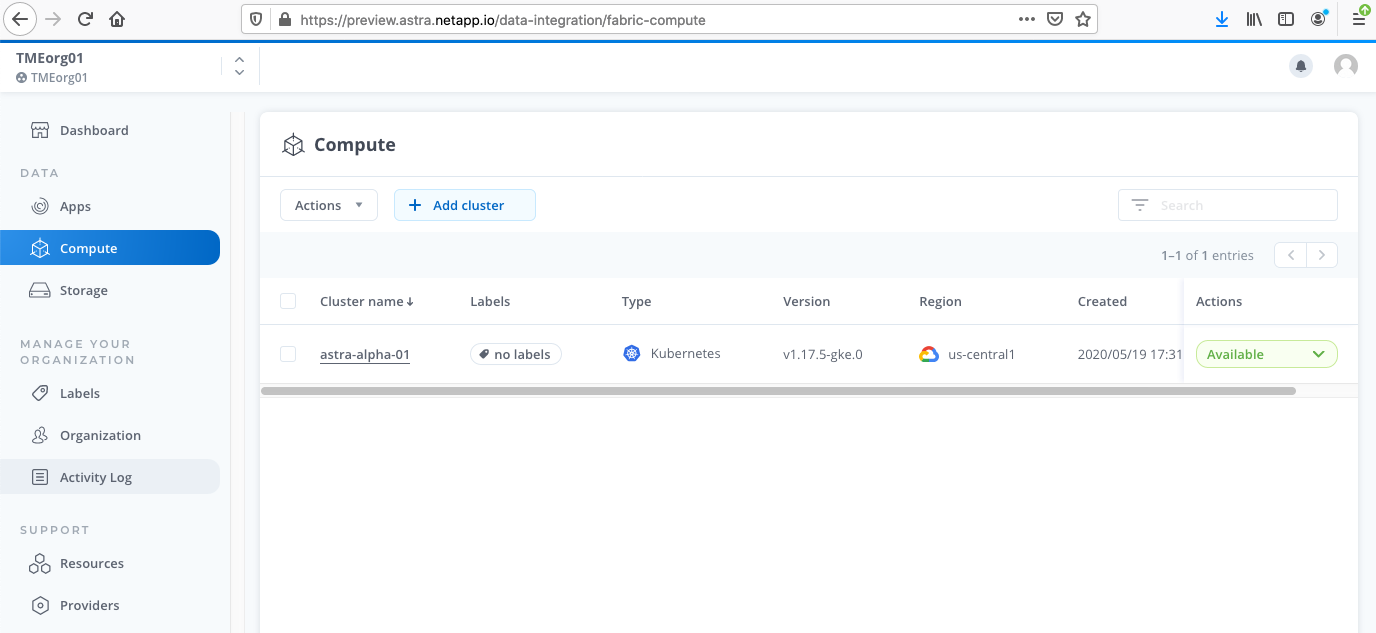 https://preview.astra.netapp.io/data-integration/fabric-compute
TMEorg01
TMEorg01
Dashboard
DATA
Apps
Compute
Storage
MANAGE YOUR
ORGANIZATION
Labels
Organization
Activity Log
SUPPORT
Resources
Providers
Compute
Actions
Add cluster
Search
1–1 of 1 entries
Cluster name Labels Type Version Region Created Actions
astra-alpha-01 no labels Kubernetes v1.17.5-gke.0 us-central1 2020/05/19 17:31 Available